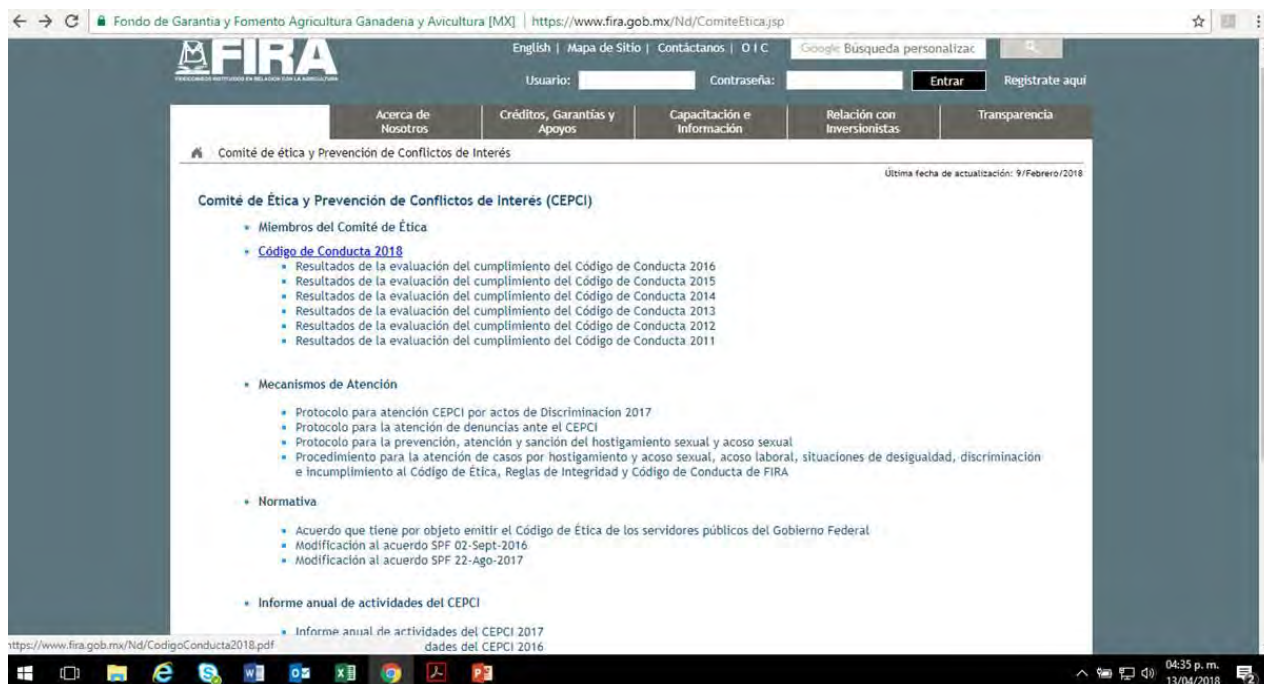 Fondo de Garantia y Fomento Agricultura Ganaderia y Avicultura [MX] | https://www.fira.gob.mx/Nd/ComiteEtica.jsp
FIRA
English | Mapa de Sitio | Contáctanos | O I C
Google Búsqueda personalizac
Usuario:
Contraseña:
Entrar
Registrate aquí
Acerca de
Nosotros
Créditos, Garantías y
Apoyos
Capacitación e
Información
Relación con
Inversionistas
Transparencia
Comité de ética y Prevención de Conflictos de Interés
Última fecha de actualización: 9/Febrero/2018
Comité de Ética y Prevención de Conflictos de Interés (CEPCI)
Miembros del Comité de Ética
Código de Conducta 2018
Resultados de la evaluación del cumplimiento del Código de Conducta 2016
Resultados de la evaluación del cumplimiento del Código de Conducta 2015
Resultados de la evaluación del cumplimiento del Código de Conducta 2014
Resultados de la evaluación del cumplimiento del Código de Conducta 2013
Resultados de la evaluación del cumplimiento del Código de Conducta 2012
Resultados de la evaluación del cumplimiento del Código de Conducta 2011
Mecanismos de Atención
Protocolo para atención CEPCI por actos de Discriminacion 2017
Protocolo para la atención de denuncias ante el CEPCI
Protocolo para la prevención, atención y sanción del hostigamiento sexual y acoso sexual
Procedimiento para la atención de casos por hostigamiento y acoso sexual, acoso laboral, situaciones de desigualdad, discriminación
e incumplimiento al Código de Ética, Reglas de Integridad y Código de Conducta de FIRA
Normativa
Acuerdo que tiene por objeto emitir el Código de Ética de los servidores públicos del Gobierno Federal
Modificación al acuerdo SPF 02-Sept-2016
Modificación al acuerdo SPF 22-Ago-2017
Informe anual de actividades del CEPCI
Informe anual de actividades del CEPCI 2017
dades del CEPCI 2016
https://www.fira.gob.mx/Nd/CodigoConducta2018.pdf
04:35 p. m.
13/04/2018